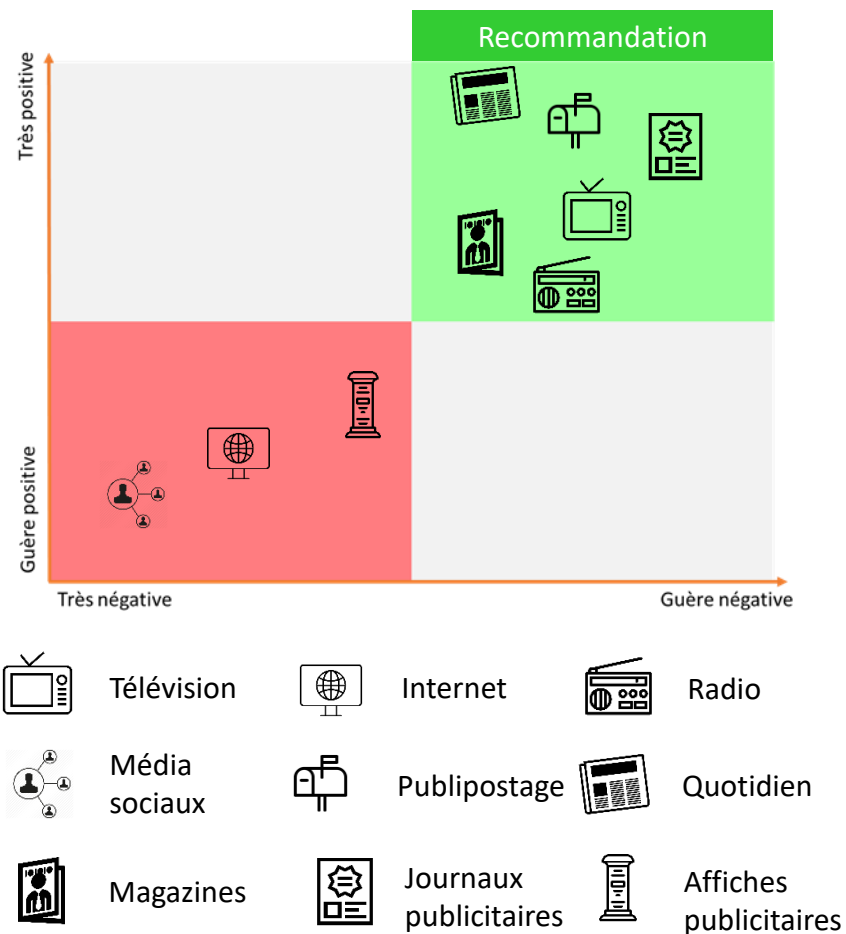 Recommandation
Très positive
Guère positive
Très négative
Guère négative
Télévision
Internet
Radio
Média
sociaux
Publipostage
Quotidien
Magazines
Journaux
publicitaires
Affiches
publicitaires